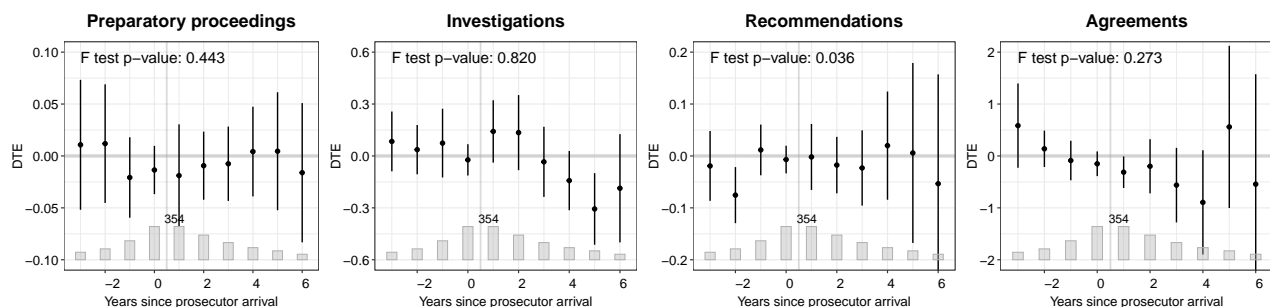 Preparatory proceedings
F test p−value: 0.443
0.10
0.05
0.00
−0.05
−0.10
DTE
354
−2 0 2 4 6
Years since prosecutor arrival
Investigations
F test p−value: 0.820
0.6
0.3
0.0
−0.3
−0.6
DTE
354
−2 0 2 4 6
Years since prosecutor arrival
Recommendations
F test p−value: 0.036
0.2
0.1
0.0
−0.1
−0.2
DTE
354
−2 0 2 4 6
Years since prosecutor arrival
Agreements
F test p−value: 0.273
2
1
0
−1
−2
DTE
354
−2 0 2 4 6
Years since prosecutor arrival